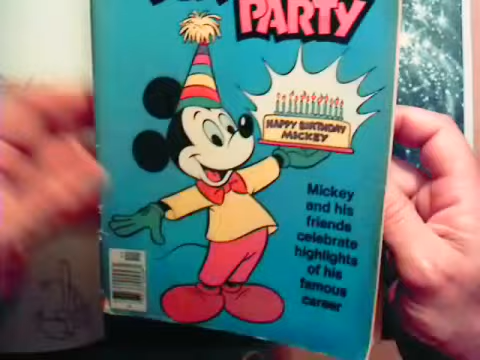 PARTY
HAPPY BIRTHDAY
MICKEY
Mickey
and his
friends
celebrate
highlights
of his
famous
career